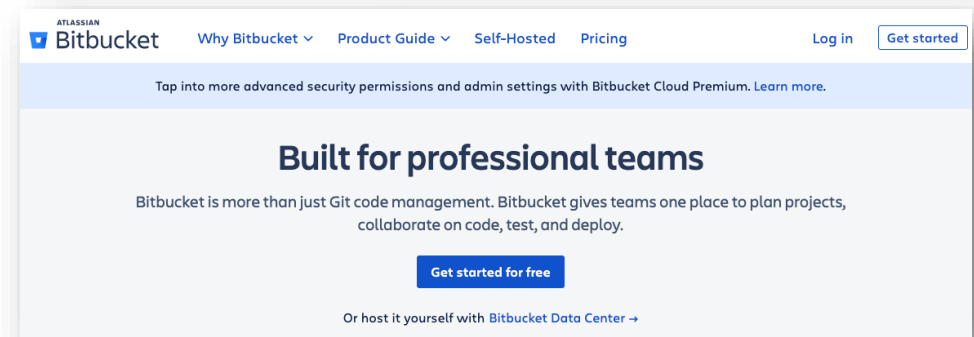 ATLASSIAN
Bitbucket
Why Bitbucket
Product Guide
Self-Hosted
Pricing
Log in
Get started
Tap into more advanced security permissions and admin settings with Bitbucket Cloud Premium. Learn more.
Built for professional teams
Bitbucket is more than just Git code management. Bitbucket gives teams one place to plan projects,
collaborate on code, test, and deploy.
Get started for free
Or host it yourself with Bitbucket Data Center →